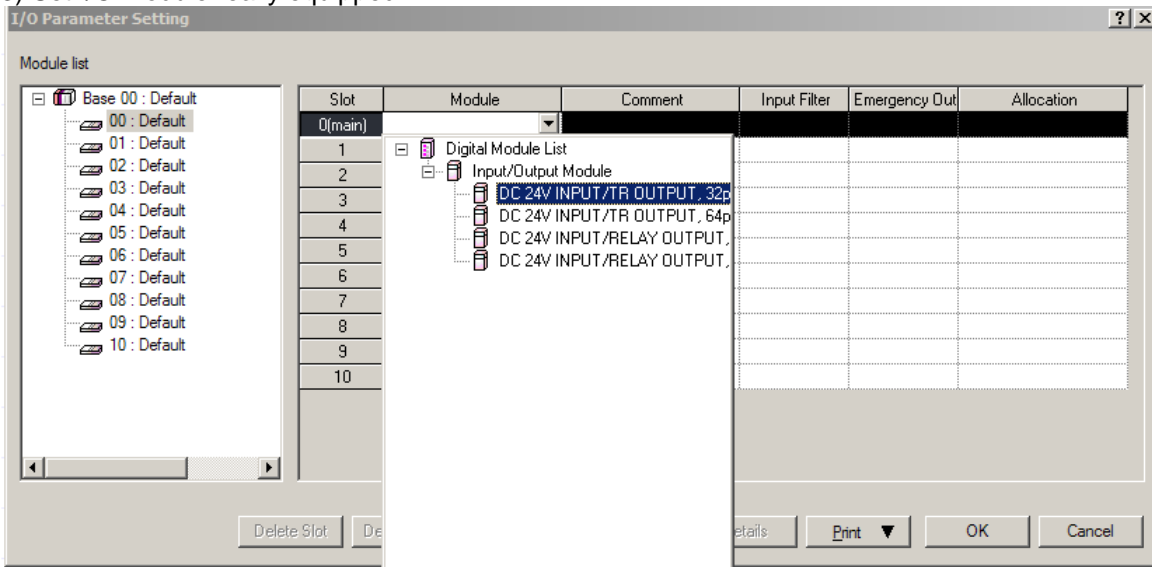 I/O Parameter Setting
Module list
Base 00 : Default
00 : Default
01 : Default
02 : Default
03 : Default
04 : Default
05 : Default
06 : Default
07 : Default
08 : Default
09 : Default
10 : Default
Slot Module Comment Input Filter Emergency Out Allocation
0(main)
1
2
3
4
5
6
7
8
9
10
Digital Module List
Input/Output Module
DC 24V INPUT/TR OUTPUT, 32p
DC 24V INPUT/TR OUTPUT, 64p
DC 24V INPUT/RELAY OUTPUT,
DC 24V INPUT/RELAY OUTPUT,
Delete Slot De etails Print ▼ OK Cancel